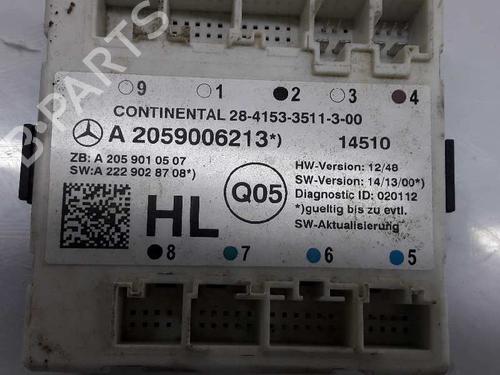 B-PARTS
9 1 2 3 4
CONTINENTAL 28-4153-3511-3-00
A 2059006213*) 14510
ZB: A 205 901 05 07
SW: A 222 902 87 08*)
HL
Q05
HW-Version: 12/48
SW-Version: 14/13/00*)
Diagnostic ID: 020112
*)gueltig bis zu evtl.
SW-Aktualisierung
8 7 6 5